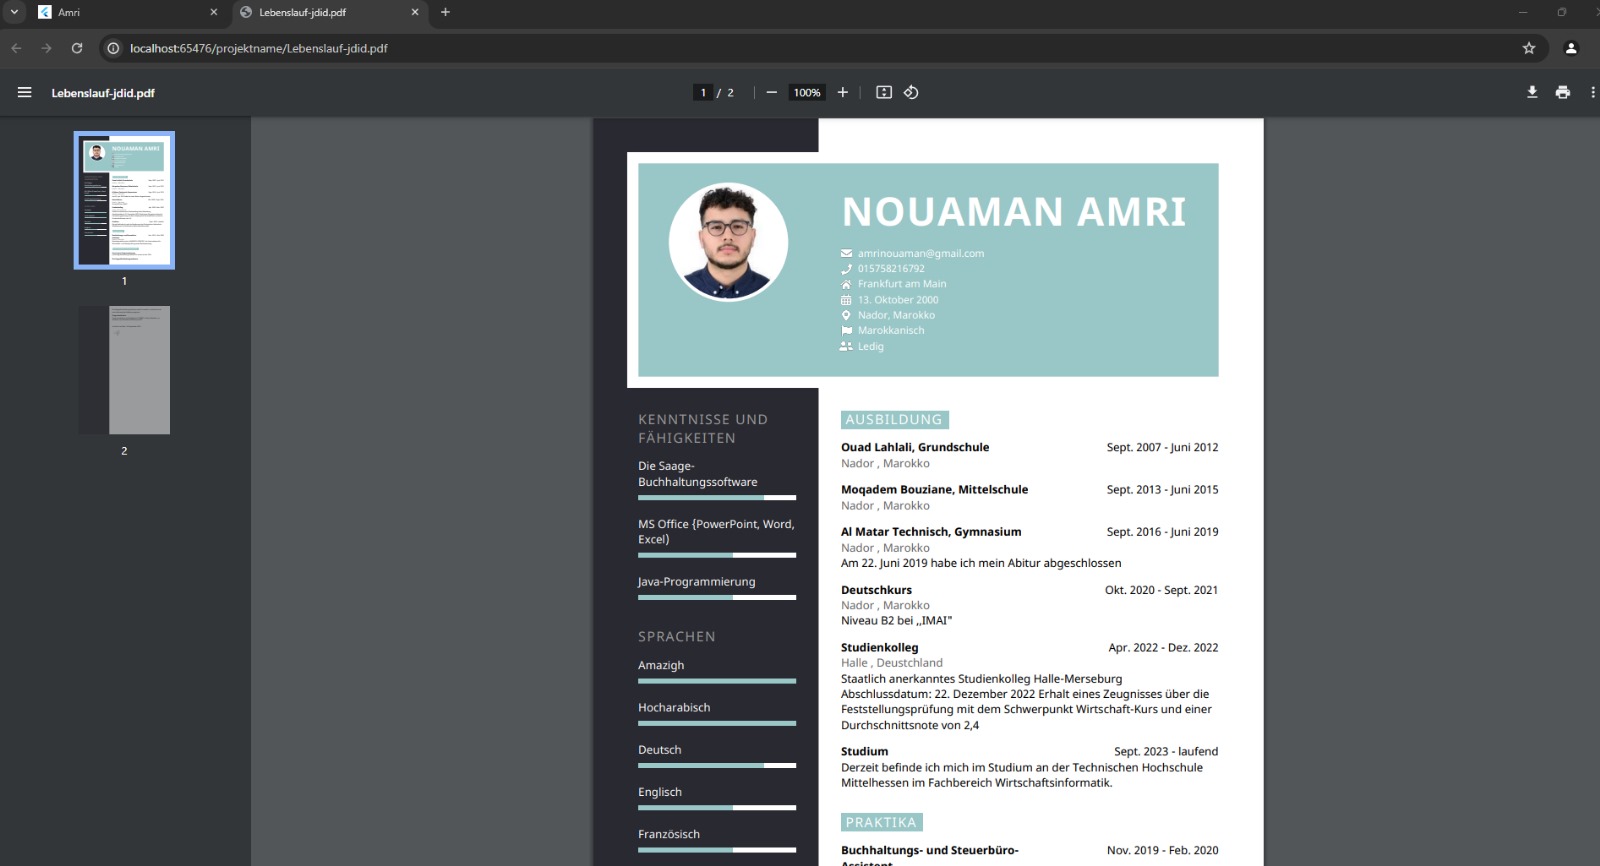 Amri
Lebenslauf-jdid.pdf
localhost:65476/projektname/Lebenslauf-jdid.pdf
Lebenslauf-jdid.pdf
1 / 2
100%
1
2
NOUAMAN AMRI
amrinouaman@gmail.com
015758216792
Frankfurt am Main
13. Oktober 2000
Nador, Marokko
Marokkanisch
Ledig
KENNTNISSE UND
FÄHIGKEITEN
Die Saage-
Buchhaltungssoftware
MS Office {PowerPoint, Word,
Excel)
Java-Programmierung
SPRACHEN
Amazigh
Hocharabisch
Deutsch
Englisch
Französisch
AUSBILDUNG
Ouad Lahlali, Grundschule Sept. 2007 - Juni 2012
Nador , Marokko
Moqadem Bouziane, Mittelschule Sept. 2013 - Juni 2015
Nador , Marokko
Al Matar Technisch, Gymnasium Sept. 2016 - Juni 2019
Nador , Marokko
Am 22. Juni 2019 habe ich mein Abitur abgeschlossen
Deutschkurs Okt. 2020 - Sept. 2021
Nador , Marokko
Niveau B2 bei ,,IMAI"
Studienkolleg Apr. 2022 - Dez. 2022
Halle , Deustchland
Staatlich anerkanntes Studienkolleg Halle-Merseburg
Abschlussdatum: 22. Dezember 2022 Erhalt eines Zeugnisses über die
Feststellungsprüfung mit dem Schwerpunkt Wirtschaft-Kurs und einer
Durchschnittsnote von 2,4
Studium Sept. 2023 - laufend
Derzeit befinde ich mich im Studium an der Technischen Hochschule
Mittelhessen im Fachbereich Wirtschaftsinformatik.
PRAKTIKA
Buchhaltungs- und Steuerbüro- Nov. 2019 - Feb. 2020
Assistent